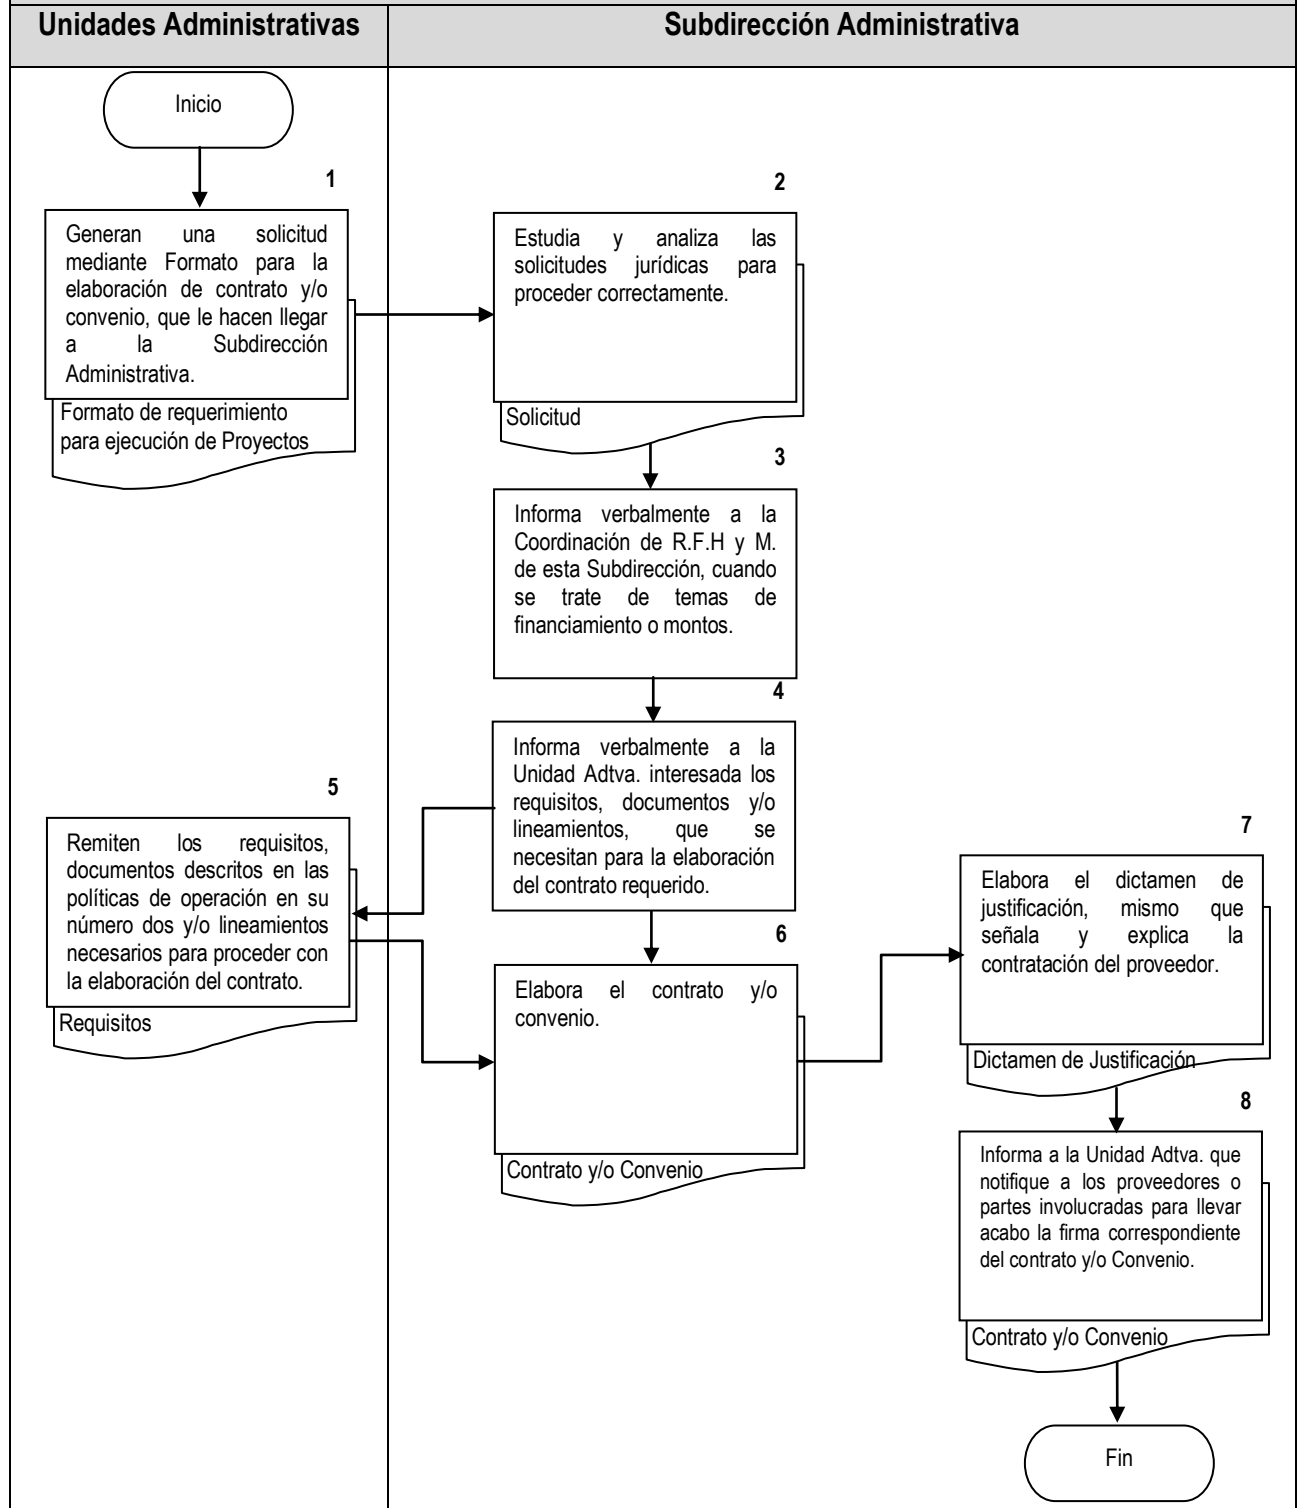 Unidades Administrativas
Subdirección Administrativa
Inicio
1
Generan una solicitud
mediante Formato para la
elaboración de contrato y/o
convenio, que le hacen llegar
a la Subdirección
Administrativa.
Formato de requerimiento
para ejecución de Proyectos
2
Estudia y analiza las
solicitudes jurídicas para
proceder correctamente.
Solicitud
3
Informa verbalmente a la
Coordinación de R.F.H y M.
de esta Subdirección, cuando
se trate de temas de
financiamiento o montos.
4
Informa verbalmente a la
Unidad Adtva. interesada los
requisitos, documentos y/o
lineamientos, que se
necesitan para la elaboración
del contrato requerido.
5
Remiten los requisitos,
documentos descritos en las
políticas de operación en su
número dos y/o lineamientos
necesarios para proceder con
la elaboración del contrato.
Requisitos
6
Elabora el contrato y/o
convenio.
Contrato y/o Convenio
7
Elabora el dictamen de
justificación, mismo que
señala y explica la
contratación del proveedor.
Dictamen de Justificación
8
Informa a la Unidad Adtva. que
notifique a los proveedores o
partes involucradas para llevar
acabo la firma correspondiente
del contrato y/o Convenio.
Contrato y/o Convenio
Fin